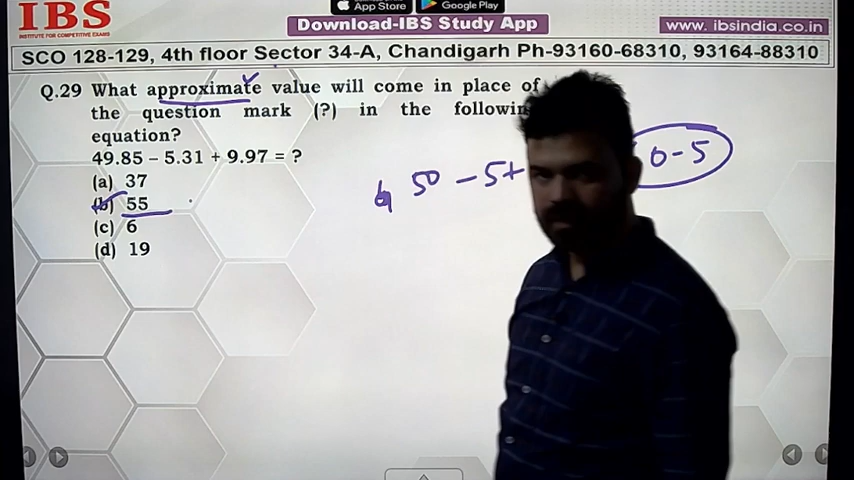 IBS
INSTITUTE FOR COMPETITIVE EXAMS
App Store
Google Play
Download-IBS Study App
www. ibsindia.co.in
SCO 128-129, 4th floor Sector 34-A, Chandigarh Ph-93160-68310, 93164-88310
Q.29 What approximate value will come in place of
the question mark (?) in the followin
equation?
49.85 – 5.31 + 9.97 = ?
(a) 37
(b) 55
(c) 6
(d) 19
50 – 5+
0-5